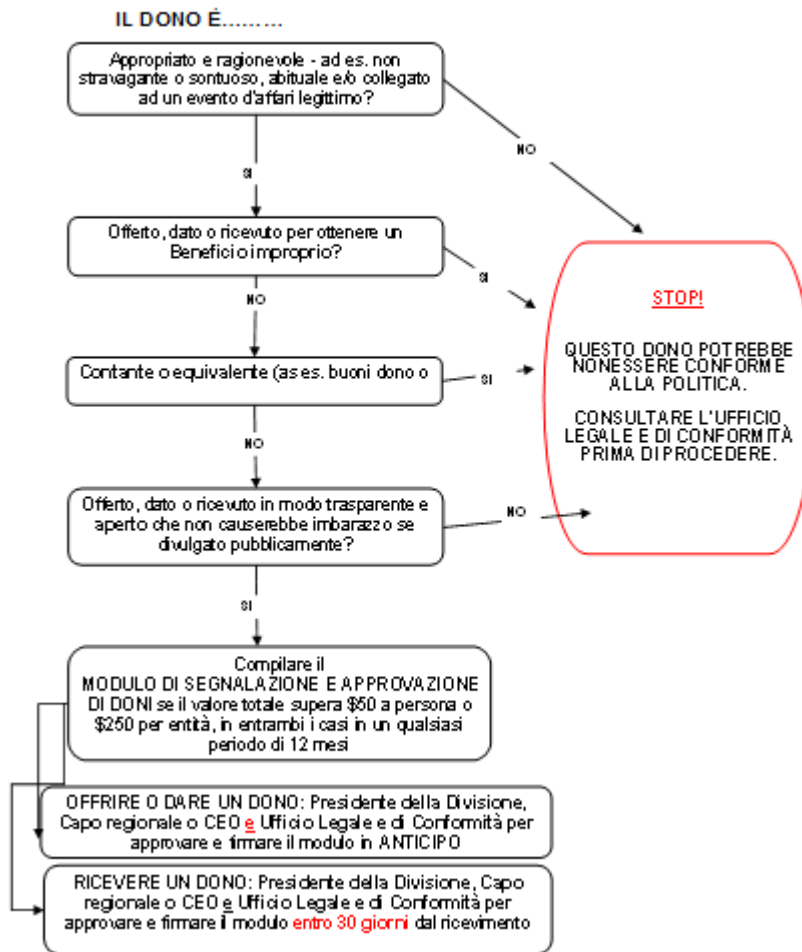 IL DONO È………
Appropriato e ragionevole - ad es. non
stravagante o sontuoso, abituale e/o collegato
ad un evento d'affari legittimo?
NO
SI
Offerto, dato o ricevuto per ottenere un
Beneficio improprio?
SI
NO
STOP!
QUESTO DONO POTREBBE
NONESSERE CONFORME
ALLA POLITICA.
CONSULTARE L'UFFICIO
LEGALE E DI CONFORMITÀ
PRIMA DI PROCEDERE.
Contante o equivalente (as es. buoni dono o
SI
NO
Offerto, dato o ricevuto in modo trasparente e
aperto che non causerebbe imbarazzo se
divulgato pubblicamente?
NO
SI
Compilare il
MODULO DI SEGNALAZIONE E APPROVAZIONE
DI DONI se il valore totale supera $50 a persona o
$250 per entità, in entrambi i casi in un qualsiasi
periodo di 12 mesi
OFFRIRE O DARE UN DONO: Presidente della Divisione,
Capo regionale o CEO e Ufficio Legale e di Conformità per
approvare e firmare il modulo in ANTICIPO
RICEVERE UN DONO: Presidente della Divisione, Capo
regionale o CEO e Ufficio Legale e di Conformità per
approvare e firmare il modulo entro 30 giorni dal ricevimento